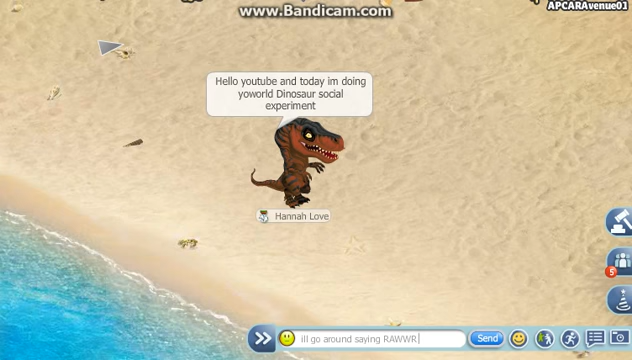 www.Bandicam.com
APCARAvenue01
Hello youtube and today im doing
yoworld Dinosaur social
experiment
Hannah Love
5
ill go around saying RAWWR
Send